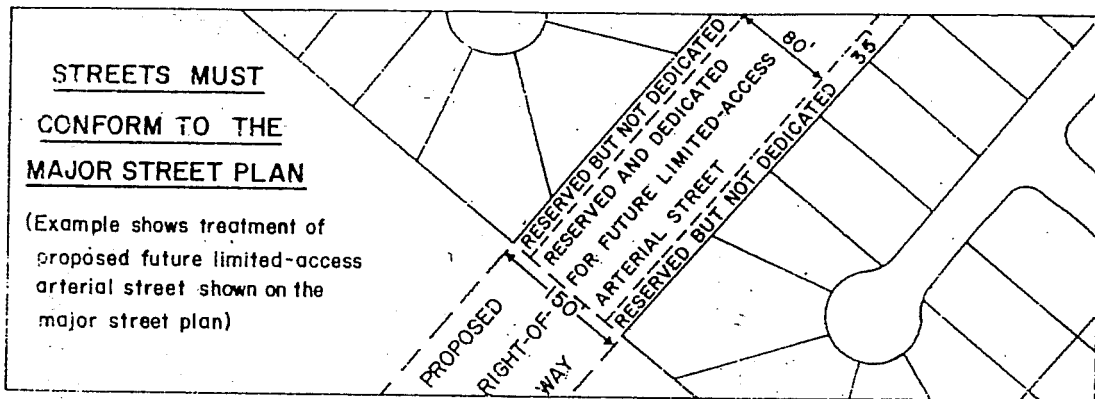 STREETS MUST
CONFORM TO THE
MAJOR STREET PLAN
(Example shows treatment of
proposed future limited-access
arterial street shown on the
major street plan)
RESERVED BUT NOT DEDICATED
RESERVED AND DEDICATED
FOR FUTURE LIMITED-ACCESS
ARTERIAL STREET
RESERVED BUT NOT DEDICATED
80'
35'
150'
PROPOSED
RIGHT-OF-
WAY